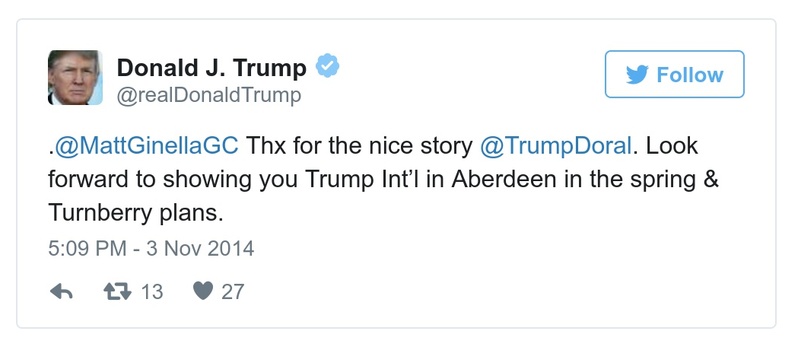 Donald J. Trump
@realDonaldTrump
Follow
.@MattGinellaGC Thx for the nice story @TrumpDoral. Look
forward to showing you Trump Int’l in Aberdeen in the spring &
Turnberry plans.
5:09 PM - 3 Nov 2014
13 27